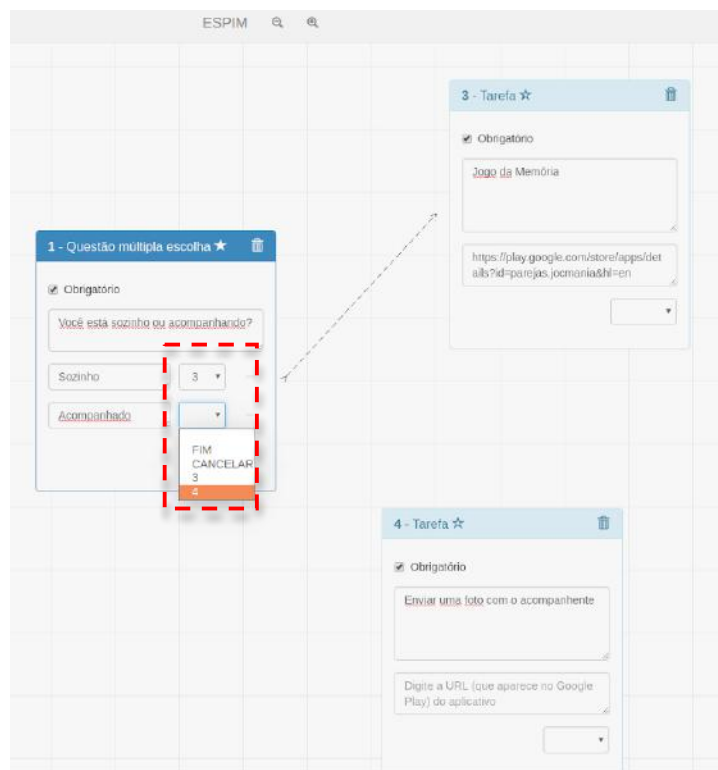 ESPIM
3 - Tarefa
Obrigatório
Jogo da Memória
https://play.google.com/store/apps/det
ails?id=parejas.jocmania&hl=en
1 - Questão múltipla escolha
Obrigatório
Você está sozinho ou acompanhando?
Sozinho
3
Acompanhado
FIM
CANCELAR
3
4
4 - Tarefa
Obrigatório
Enviar uma foto com o acompanhente
Digite a URL (que aparece no Google
Play) do aplicativo